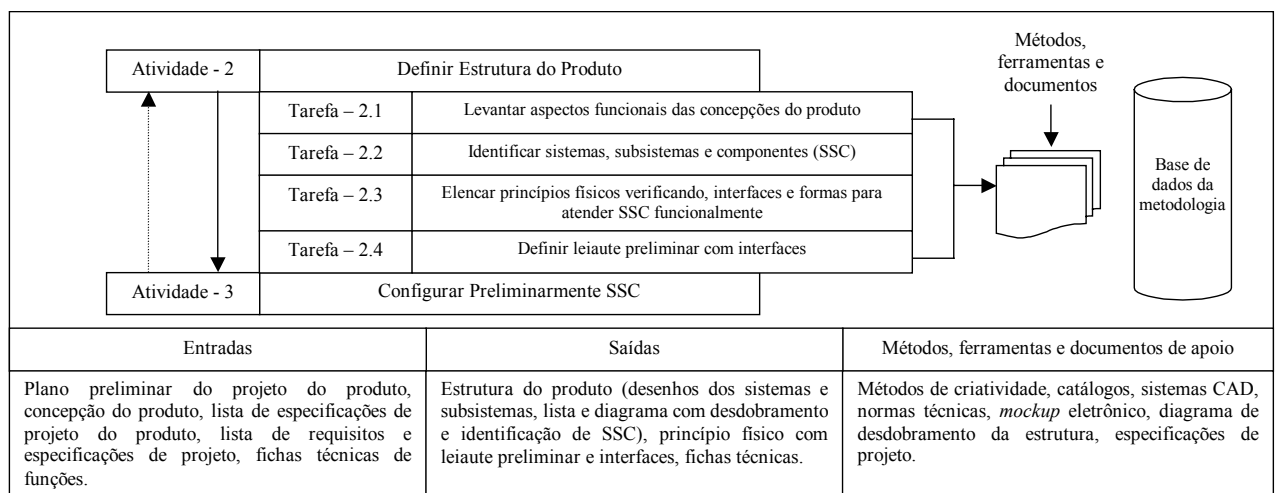 Atividade - 2
Definir Estrutura do Produto
Métodos,
ferramentas e
documentos
Tarefa – 2.1
Levantar aspectos funcionais das concepções do produto
Tarefa – 2.2
Identificar sistemas, subsistemas e componentes (SSC)
Tarefa – 2.3
Elencar princípios físicos verificando, interfaces e formas para
atender SSC funcionalmente
Tarefa – 2.4
Definir leiaute preliminar com interfaces
Base de
dados da
metodologia
Atividade - 3
Configurar Preliminarmente SSC
Entradas
Plano preliminar do projeto do produto,
concepção do produto, lista de especificações de
projeto do produto, lista de requisitos e
especificações de projeto, fichas técnicas de
funções.
Saídas
Estrutura do produto (desenhos dos sistemas e
subsistemas, lista e diagrama com desdobramento
e identificação de SSC), princípio físico com
leiaute preliminar e interfaces, fichas técnicas.
Métodos, ferramentas e documentos de apoio
Métodos de criatividade, catálogos, sistemas CAD,
normas técnicas, mockup eletrônico, diagrama de
desdobramento da estrutura, especificações de
projeto.